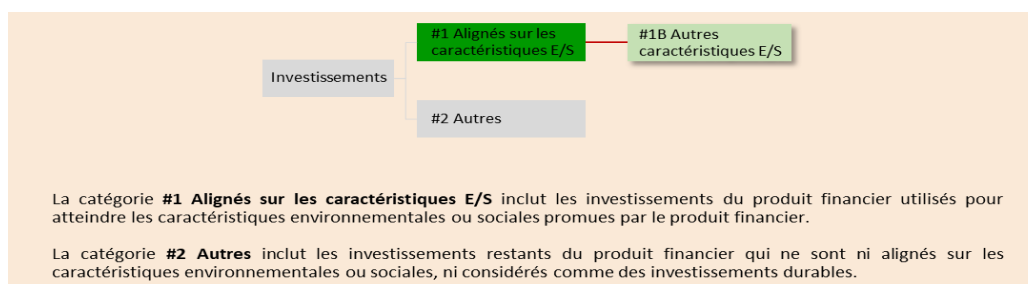 #1 Alignés sur les
caractéristiques E/S
#1B Autres
caractéristiques E/S
Investissements
#2 Autres
La catégorie #1 Alignés sur les caractéristiques E/S inclut les investissements du produit financier utilisés pour
atteindre les caractéristiques environnementales ou sociales promues par le produit financier.
La catégorie #2 Autres inclut les investissements restants du produit financier qui ne sont ni alignés sur les
caractéristiques environnementales ou sociales, ni considérés comme des investissements durables.